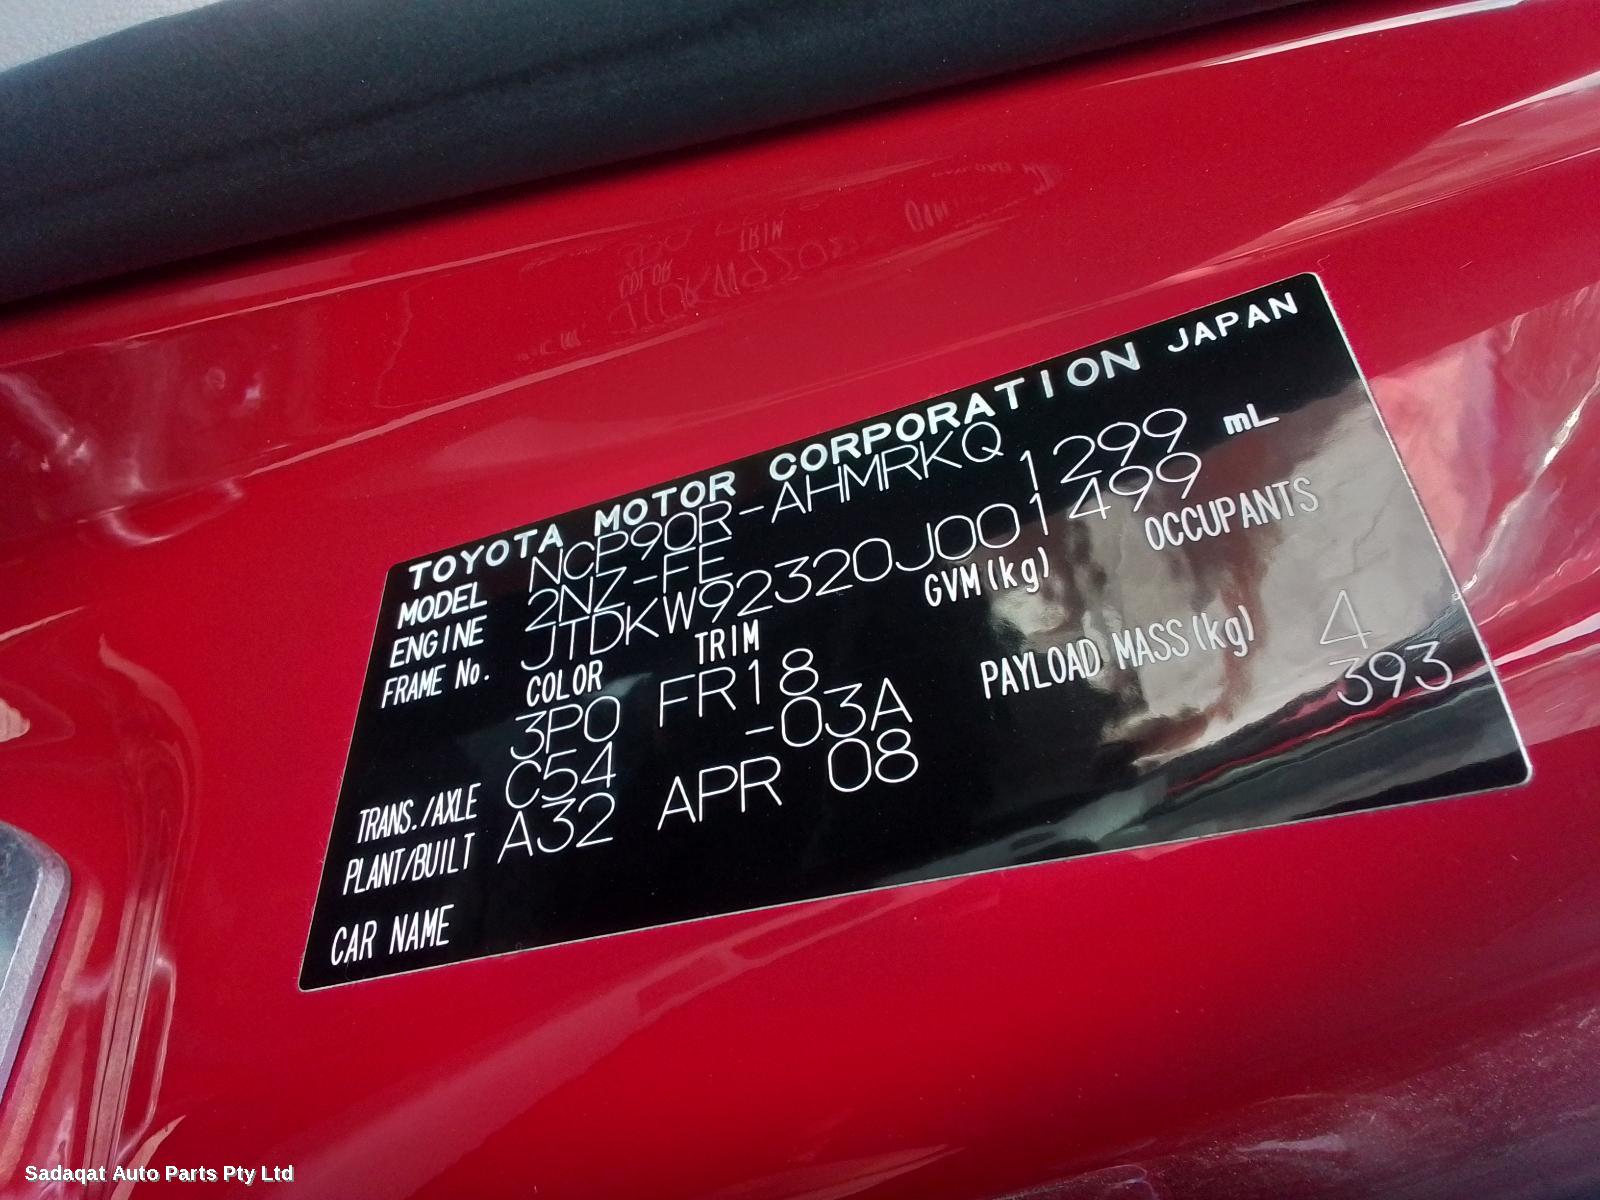 TOYOTA MOTOR CORPORATION JAPAN
MODEL NCP90R-AHMRKQ
ENGINE 2NZ-FE 1299 mL
FRAME No. JTDKW92320J001499
COLOR TRIM GVM(kg) OCCUPANTS
3P0 FR18 PAYLOAD MASS(kg) 4
TRANS./AXLE C54 -03A 393
PLANT/BUILT A32 APR 08
CAR NAME
Sadaqat Auto Parts Pty Ltd